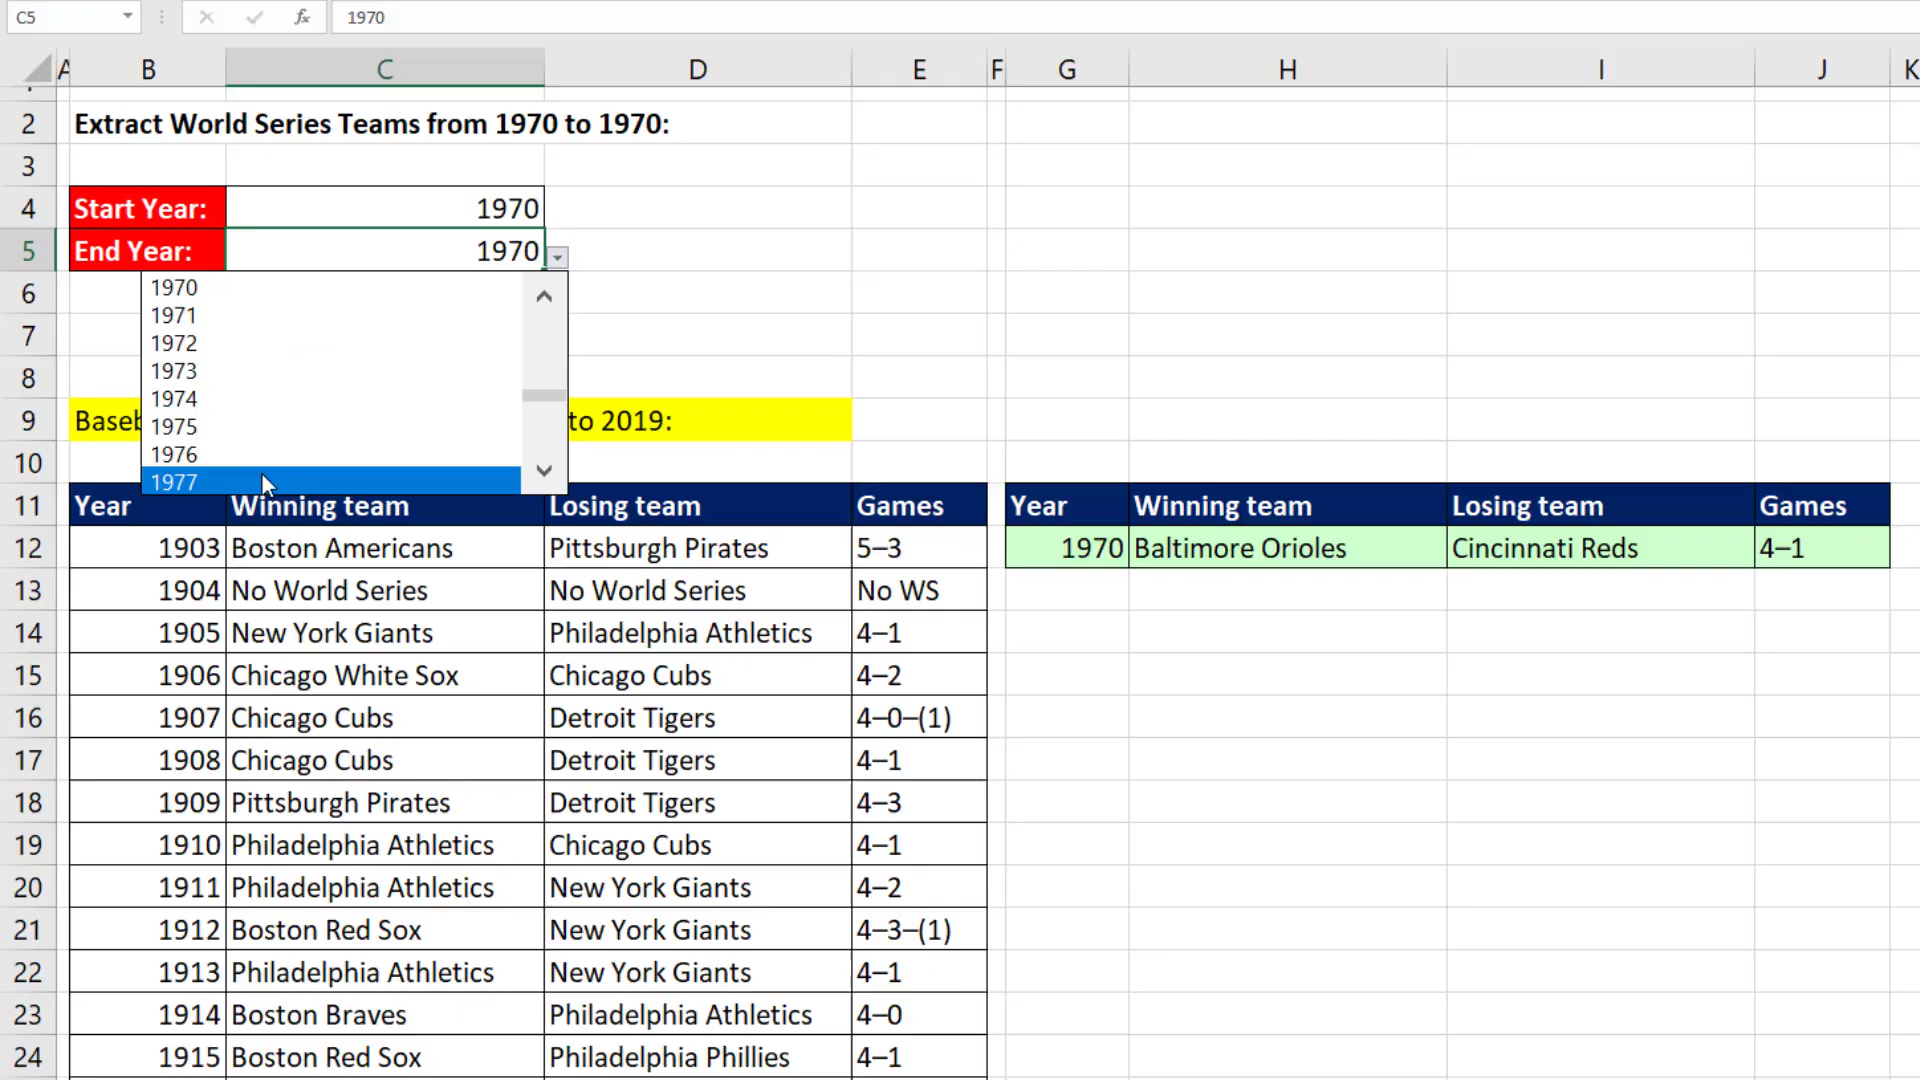 C5 fx 1970
A B C D E F G H I J K
2 Extract World Series Teams from 1970 to 1970:
3
4 Start Year: 1970
5 End Year: 1970
6 1970
1971
7 1972
1973
8 1974
9 Baseb 1975 to 2019:
1976
10 1977
11 Year Winning team Losing team Games Year Winning team Losing team Games
12 1903 Boston Americans Pittsburgh Pirates 5–3 1970 Baltimore Orioles Cincinnati Reds 4–1
13 1904 No World Series No World Series No WS
14 1905 New York Giants Philadelphia Athletics 4–1
15 1906 Chicago White Sox Chicago Cubs 4–2
16 1907 Chicago Cubs Detroit Tigers 4–0–(1)
17 1908 Chicago Cubs Detroit Tigers 4–1
18 1909 Pittsburgh Pirates Detroit Tigers 4–3
19 1910 Philadelphia Athletics Chicago Cubs 4–1
20 1911 Philadelphia Athletics New York Giants 4–2
21 1912 Boston Red Sox New York Giants 4–3–(1)
22 1913 Philadelphia Athletics New York Giants 4–1
23 1914 Boston Braves Philadelphia Athletics 4–0
24 1915 Boston Red Sox Philadelphia Phillies 4–1